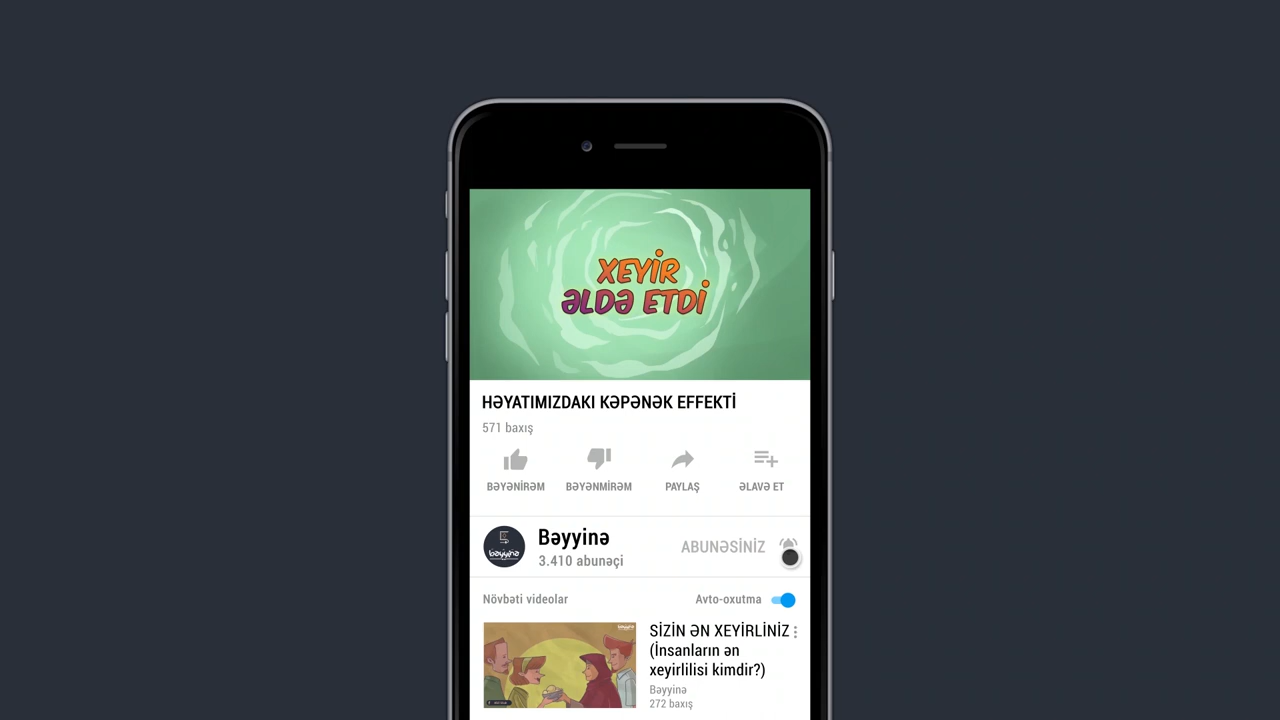 XEYİR
ƏLDƏ ETDİ
HƏYATIMIZDAKI KƏPƏNƏK EFFEKTİ
571 baxış
BƏYƏNİRƏM BƏYƏNMİRƏM PAYLAŞ ƏLAVƏ ET
bəyyinə
Bəyyinə
3.410 abunəçi
ABUNƏSİNİZ
Növbəti videolar
Avto-oxutma
bəyyinə
SİZİN ƏN XEYİRLİNİZ
(İnsanların ən
xeyirlilisi kimdir?)
Bəyyinə
272 baxış